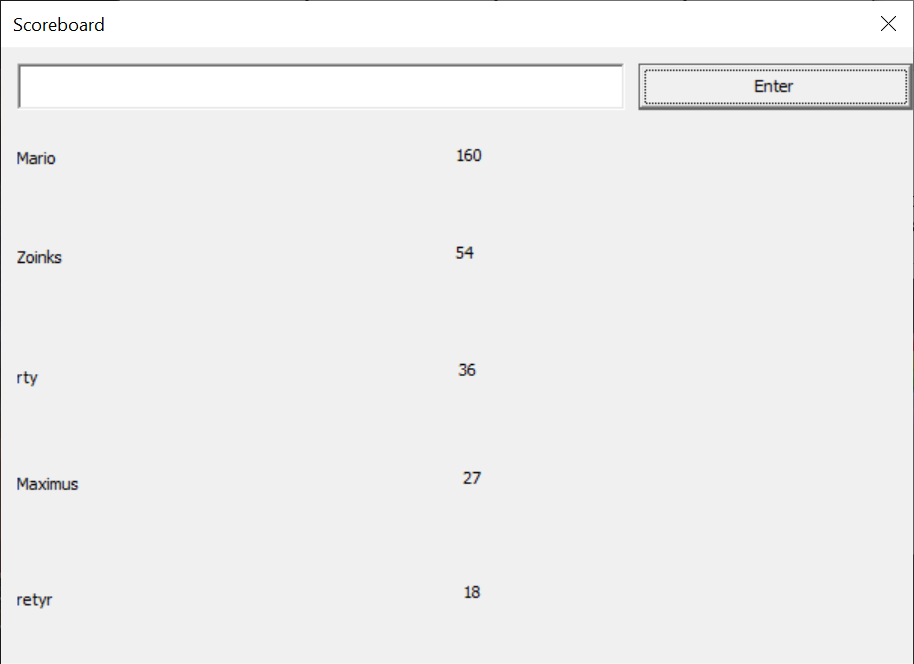 Scoreboard
Enter
Mario 160
Zoinks 54
rty 36
Maximus 27
retyr 18